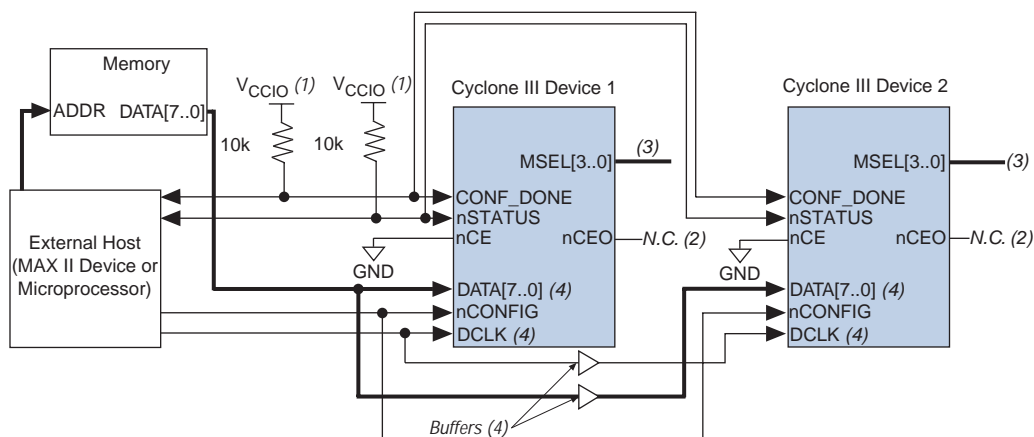 Memory
ADDR DATA[7..0]
VCCIO (1)
VCCIO (1)
10k
10k
Cyclone III Device 1
MSEL[3..0]
(3)
CONF_DONE
nSTATUS
nCE
nCEO
N.C. (2)
GND
DATA[7..0] (4)
nCONFIG
DCLK (4)
Cyclone III Device 2
MSEL[3..0]
(3)
CONF_DONE
nSTATUS
nCE
nCEO
N.C. (2)
GND
DATA[7..0] (4)
nCONFIG
DCLK (4)
External Host
(MAX II Device or
Microprocessor)
Buffers (4)